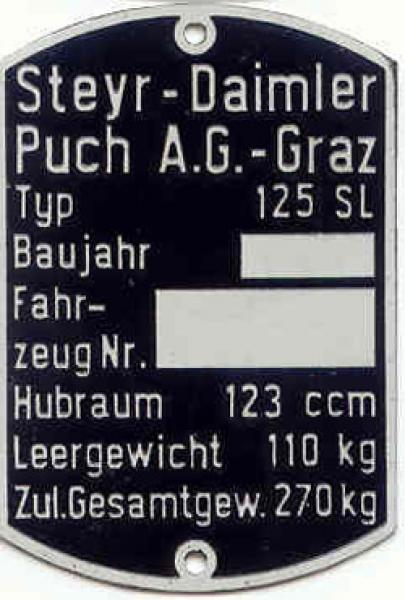 Steyr-Daimler
Puch A.G.-Graz
Typ 125 SL
Baujahr
Fahr-
zeug Nr.
Hubraum 123 ccm
Leergewicht 110 kg
Zul.Gesamtgew. 270 kg